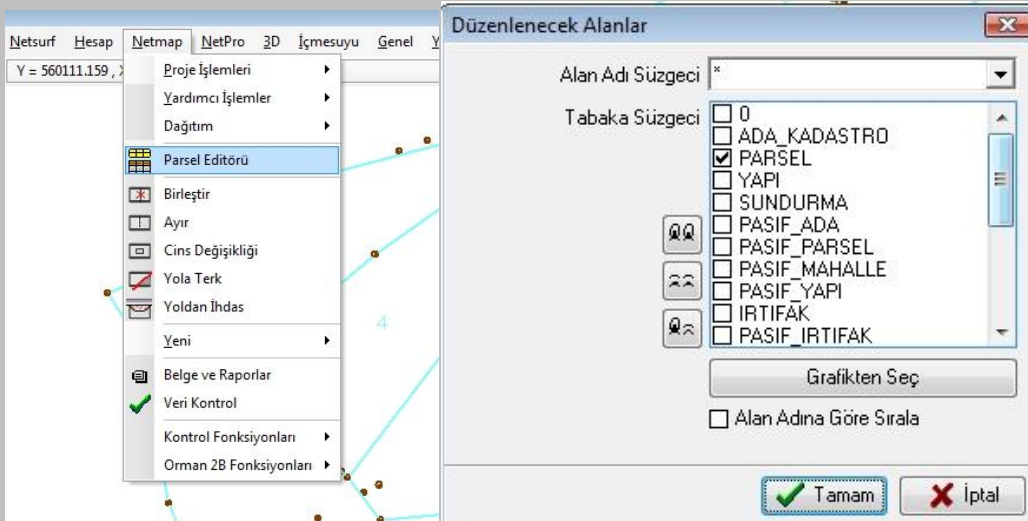 Netsurf Hesap Netmap NetPro 3D İçmesuyu Genel Y
Y = 560111.159 ,
Proje İşlemleri
Yardımcı İşlemler
Dağıtım
Parsel Editörü
Birleştir
Ayır
Cins Değişikliği
Yola Terk
Yoldan İhdas
Yeni
Belge ve Raporlar
Veri Kontrol
Kontrol Fonksiyonları
Orman 2B Fonksiyonları
4
Düzenlenecek Alanlar
Alan Adı Süzgeci *
Tabaka Süzgeci
0
ADA_KADASTRO
PARSEL
YAPI
SUNDURMA
PASIF_ADA
PASIF_PARSEL
PASIF_MAHALLE
PASIF_YAPI
IRTIFAK
PASIF_IRTIFAK
Grafikten Seç
Alan Adına Göre Sırala
Tamam İptal